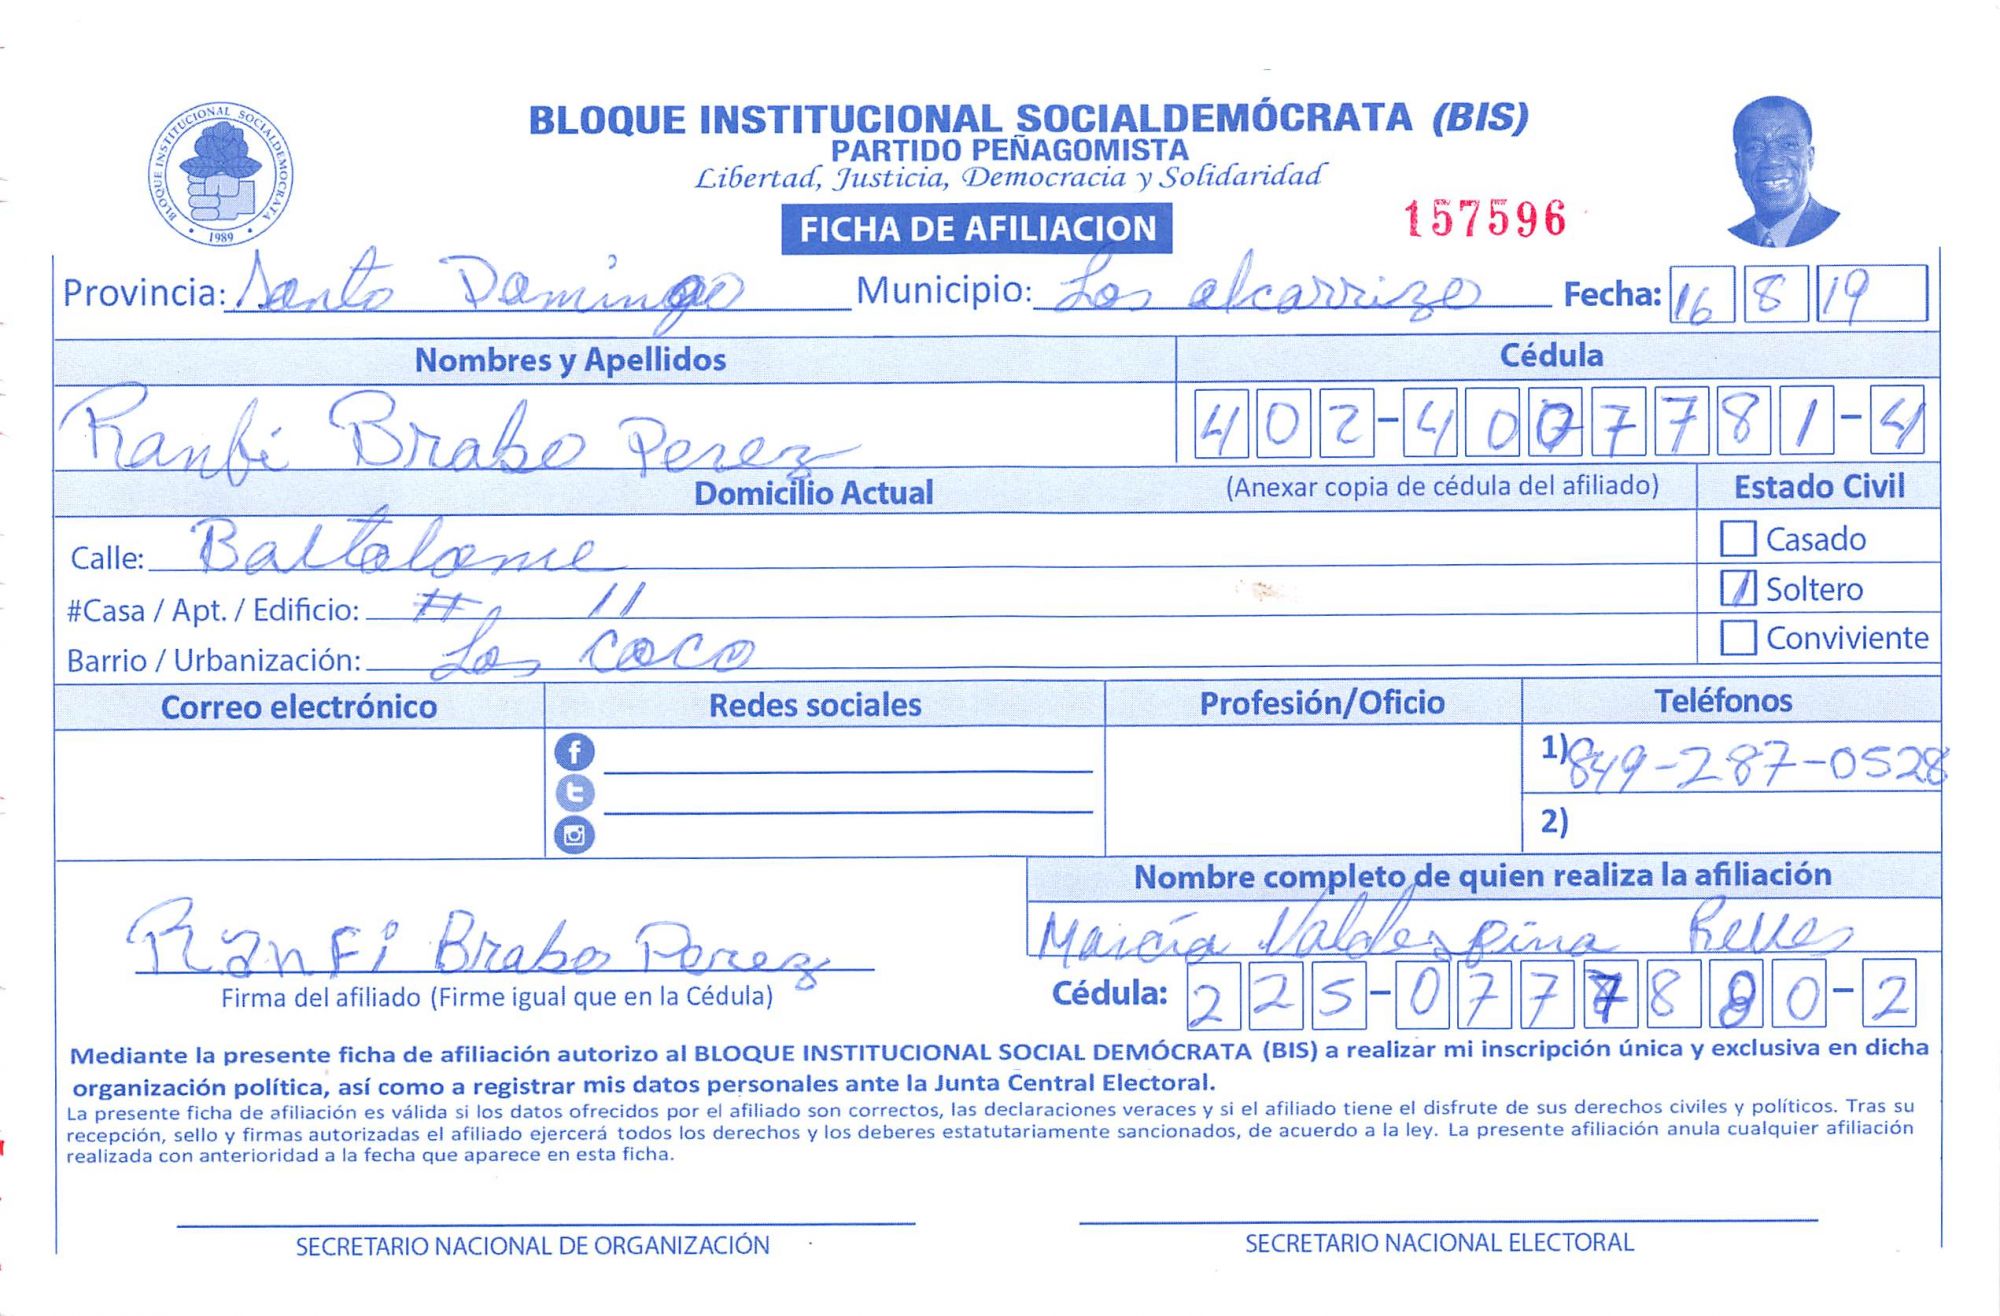 BLOQUE INSTITUCIONAL SOCIALDEMÓCRATA (BIS)
PARTIDO PEÑAGOMISTA
Libertad, Justicia, Democracia y Solidaridad
BLOQUE INSTITUCIONAL SOCIALDEMOCRATA
1989
FICHA DE AFILIACION
157596
Provincia: Santo Domingo Municipio: Los alcarrizo Fecha: 16 8 19
Nombres y Apellidos Cédula
Ranfi Brabo Perez 402-4007781-4
Domicilio Actual (Anexar copia de cédula del afiliado) Estado Civil
Calle: Baltolome Casado
#Casa / Apt. / Edificio: # 11 Soltero
Barrio / Urbanización: Los coco Conviviente
Correo electrónico Redes sociales Profesión/Oficio Teléfonos
1) 849-287-0528
2)
Nombre completo de quien realiza la afiliación
Ranfi Brabo Perez Marcía Valdespina Reyes
Firma del afiliado (Firme igual que en la Cédula) Cédula: 225-0777880-2
Mediante la presente ficha de afiliación autorizo al BLOQUE INSTITUCIONAL SOCIAL DEMÓCRATA (BIS) a realizar mi inscripción única y exclusiva en dicha
organización política, así como a registrar mis datos personales ante la Junta Central Electoral.
La presente ficha de afiliación es válida si los datos ofrecidos por el afiliado son correctos, las declaraciones veraces y si el afiliado tiene el disfrute de sus derechos civiles y políticos. Tras su
recepción, sello y firmas autorizadas el afiliado ejercerá todos los derechos y los deberes estatutariamente sancionados, de acuerdo a la ley. La presente afiliación anula cualquier afiliación
realizada con anterioridad a la fecha que aparece en esta ficha.
SECRETARIO NACIONAL DE ORGANIZACIÓN SECRETARIO NACIONAL ELECTORAL